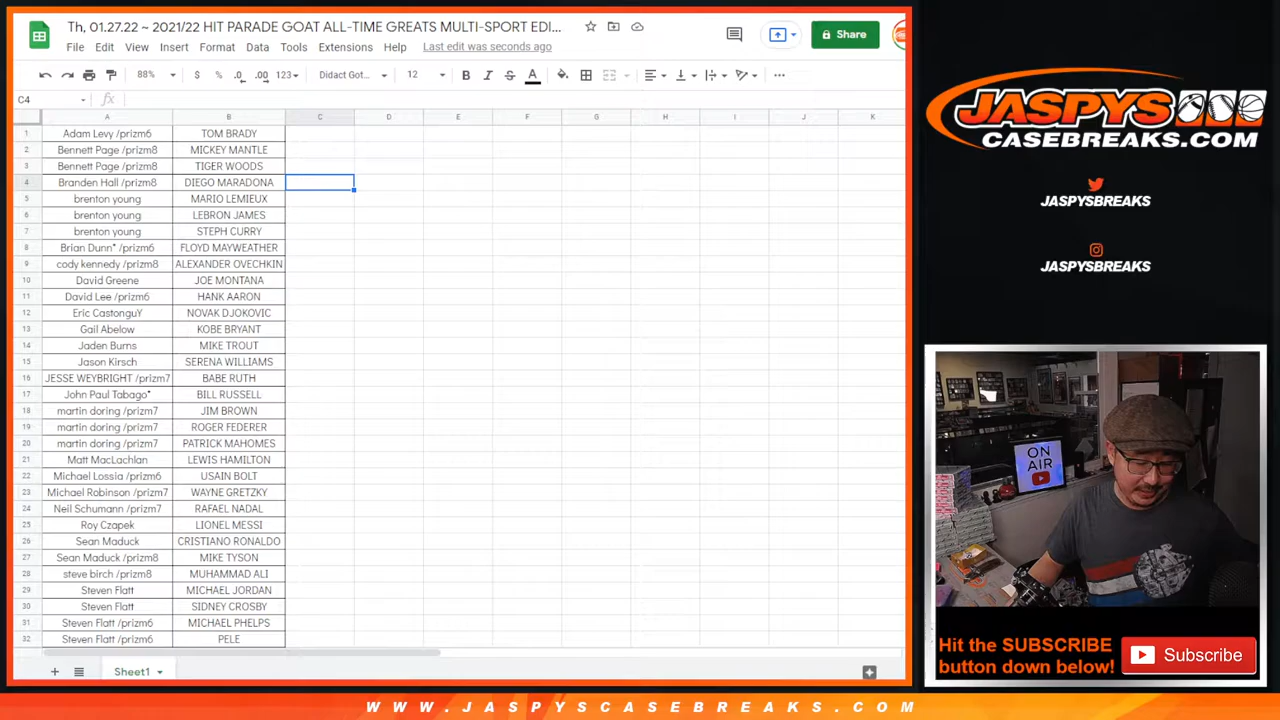 Th, 01.27.22 ~ 2021/22 HIT PARADE GOAT ALL-TIME GREATS MULTI-SPORT EDI...
Share
File Edit View Insert Format Data Tools Extensions Help Last edit was seconds ago
88% $ % .0 .00 123 Didact Got... 12 B I S A
C4 fx
A B C D E F G H I J K
1 Adam Levy /prizm6 TOM BRADY
2 Bennett Page /prizm8 MICKEY MANTLE
3 Bennett Page /prizm8 TIGER WOODS
4 Branden Hall /prizm8 DIEGO MARADONA
5 brenton young MARIO LEMIEUX
6 brenton young LEBRON JAMES
7 brenton young STEPH CURRY
8 Brian Dunn* /prizm6 FLOYD MAYWEATHER
9 cody kennedy /prizm8 ALEXANDER OVECHKIN
10 David Greene JOE MONTANA
11 David Lee /prizm6 HANK AARON
12 Eric CastonguY NOVAK DJOKOVIC
13 Gail Abelow KOBE BRYANT
14 Jaden Burns MIKE TROUT
15 Jason Kirsch SERENA WILLIAMS
16 JESSE WEYBRIGHT /prizm7 BABE RUTH
17 John Paul Tabago* BILL RUSSELL
18 martin doring /prizm7 JIM BROWN
19 martin doring /prizm7 ROGER FEDERER
20 martin doring /prizm7 PATRICK MAHOMES
21 Matt MacLachlan LEWIS HAMILTON
22 Michael Lossia /prizm6 USAIN BOLT
23 Michael Robinson /prizm7 WAYNE GRETZKY
24 Neil Schumann /prizm7 RAFAEL NADAL
25 Roy Czapek LIONEL MESSI
26 Sean Maduck CRISTIANO RONALDO
27 Sean Maduck /prizm8 MIKE TYSON
28 steve birch /prizm8 MUHAMMAD ALI
29 Steven Flatt MICHAEL JORDAN
30 Steven Flatt SIDNEY CROSBY
31 Steven Flatt /prizm6 MICHAEL PHELPS
32 Steven Flatt /prizm6 PELE
Sheet1
JASPYS
CASEBREAKS.COM
JASPYSBREAKS
JASPYSBREAKS
ON
AIR
Hit the SUBSCRIBE
button down below!
Subscribe
WWW.JASPYSCASEBREAKS.COM